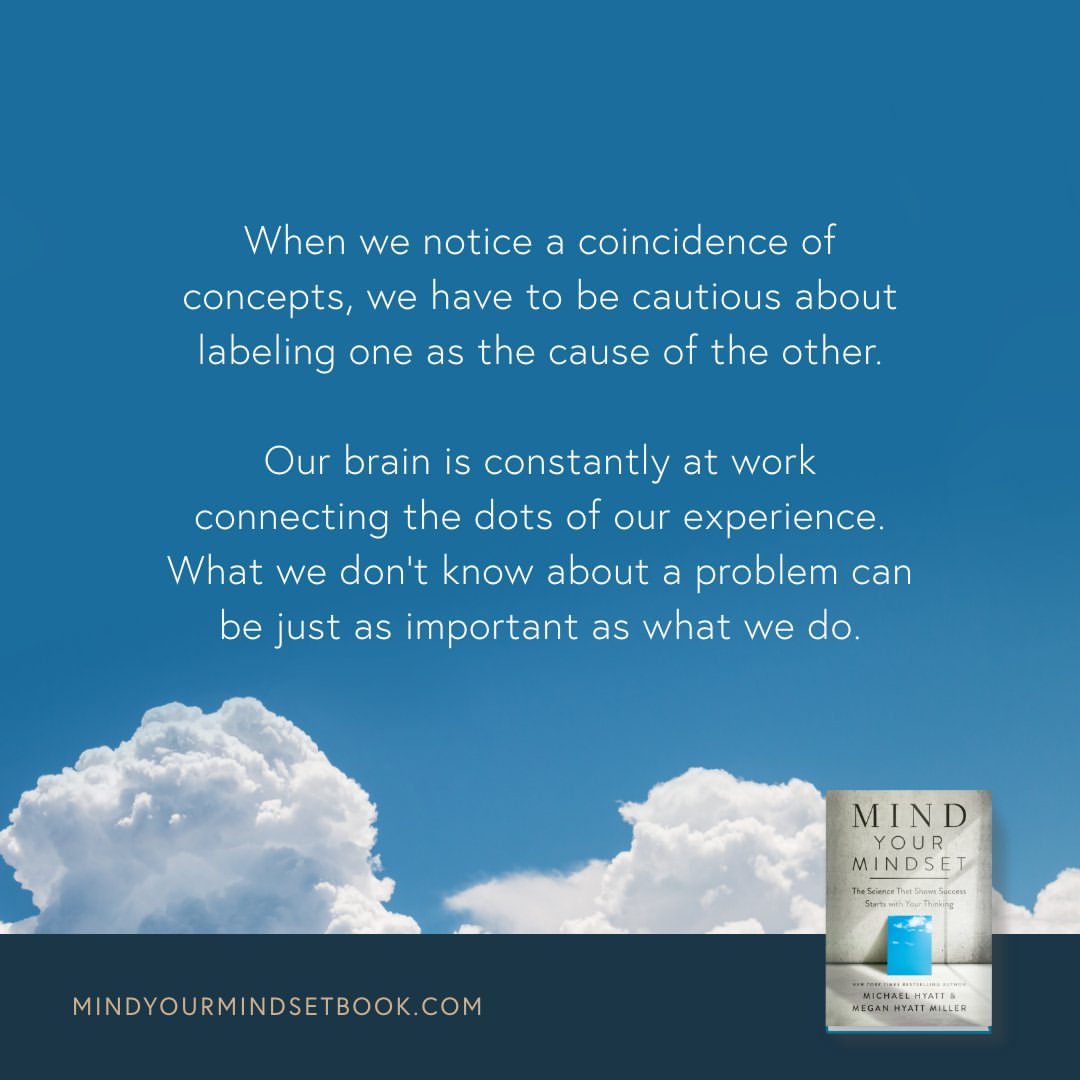 When we notice a coincidence of
concepts, we have to be cautious about
labeling one as the cause of the other.
Our brain is constantly at work
connecting the dots of our experience.
What we don't know about a problem can
be just as important as what we do.
MIND
YOUR
MINDSET
The Science That Shows Success
Starts with Your Thinking
NEW YORK TIMES BESTSELLING AUTHOR
MICHAEL HYATT &
MEGAN HYATT MILLER
MINDYOURMINDSETBOOK.COM